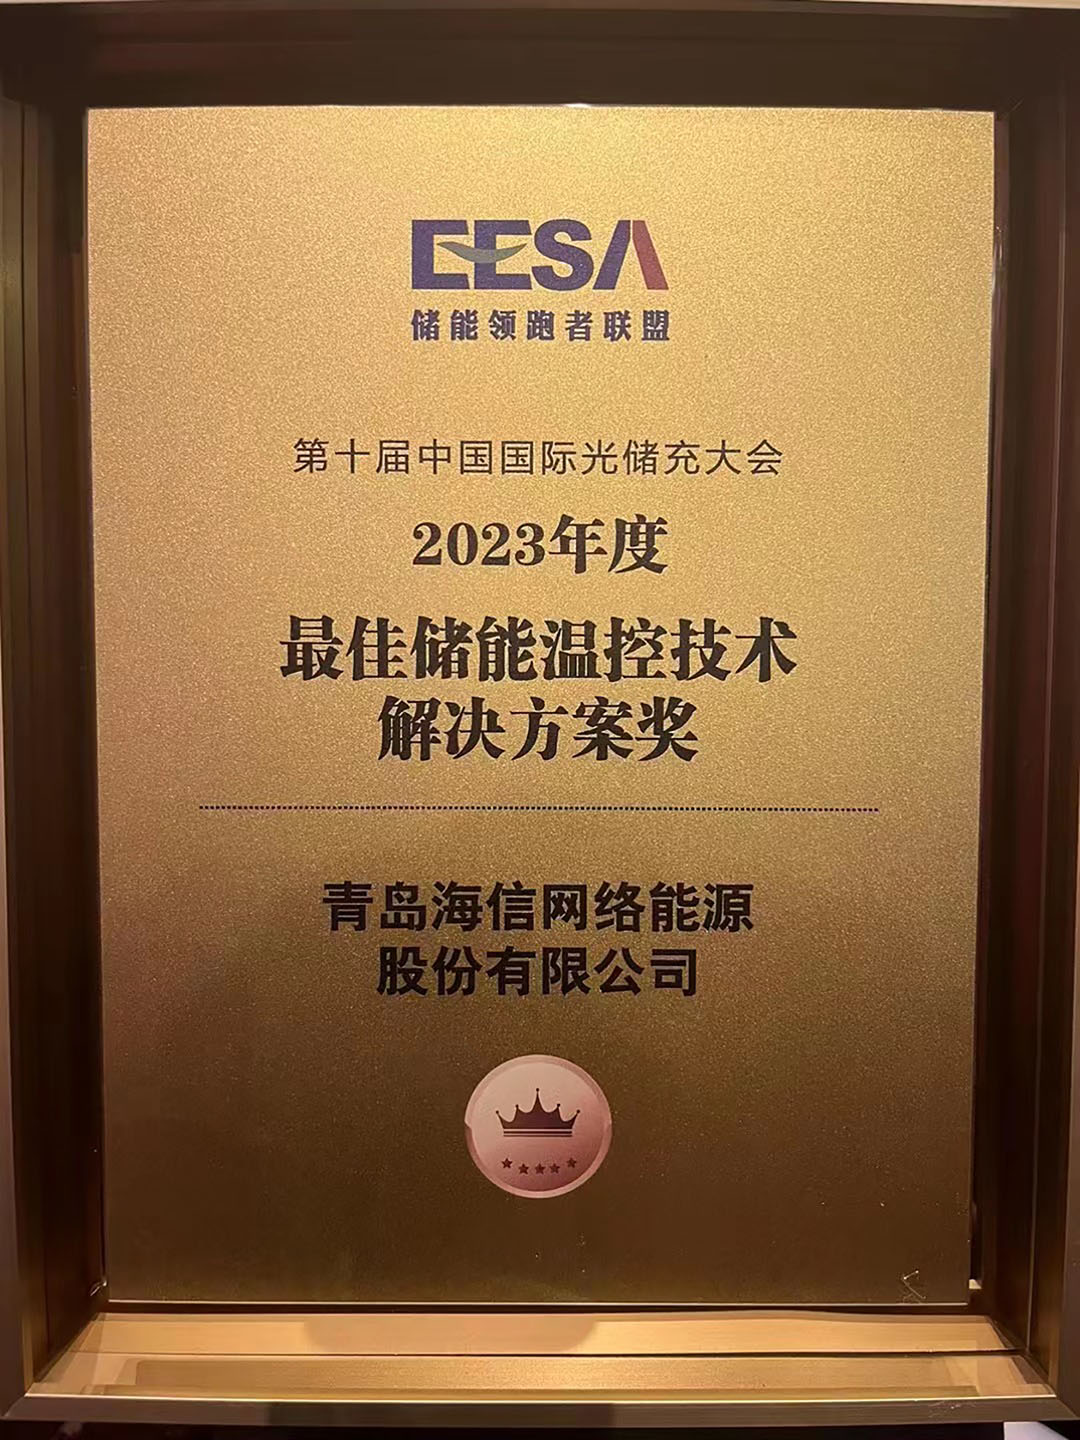 EESA
储能领跑者联盟
第十届中国国际光储充大会
2023年度
最佳储能温控技术
解决方案奖
青岛海信网络能源
股份有限公司